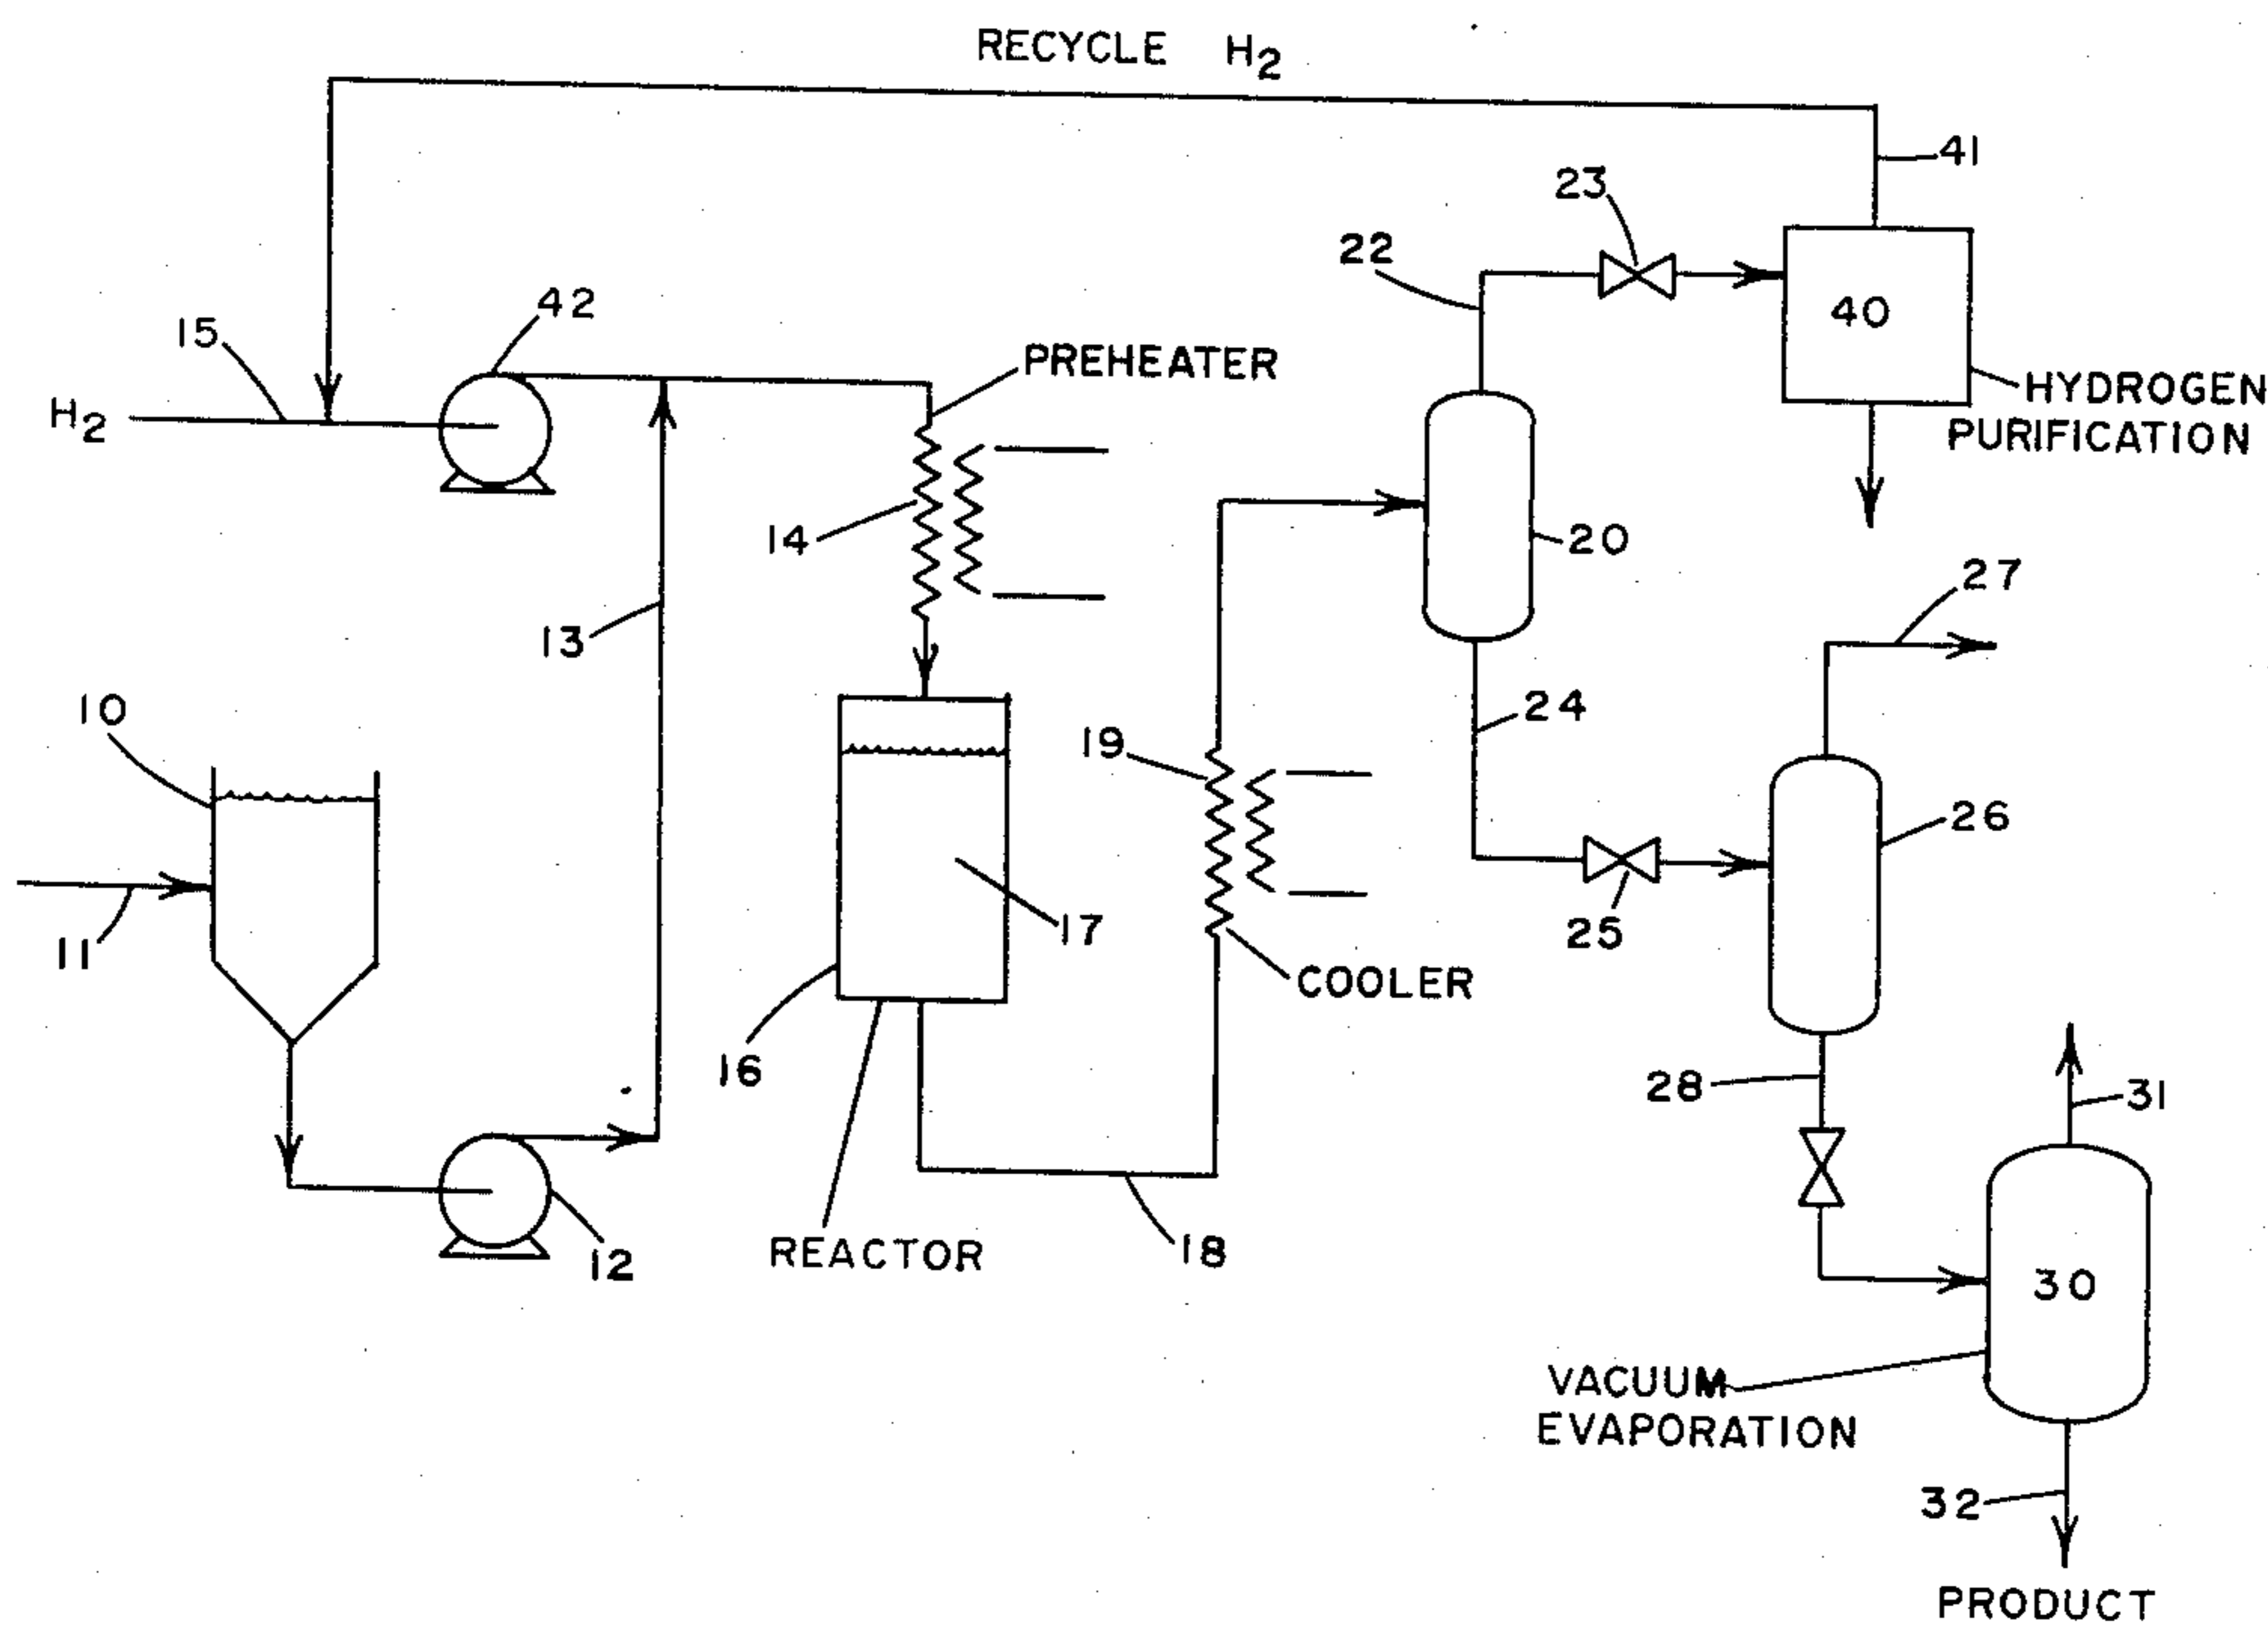 RECYCLE H2
41
23
22
42
15
40
PREHEATER
H2
HYDROGEN
PURIFICATION
14
20
27
13
24
10
19
26
17
25
11
COOLER
16
28
31
REACTOR
18
12
30
VACUUM
EVAPORATION
32
PRODUCT